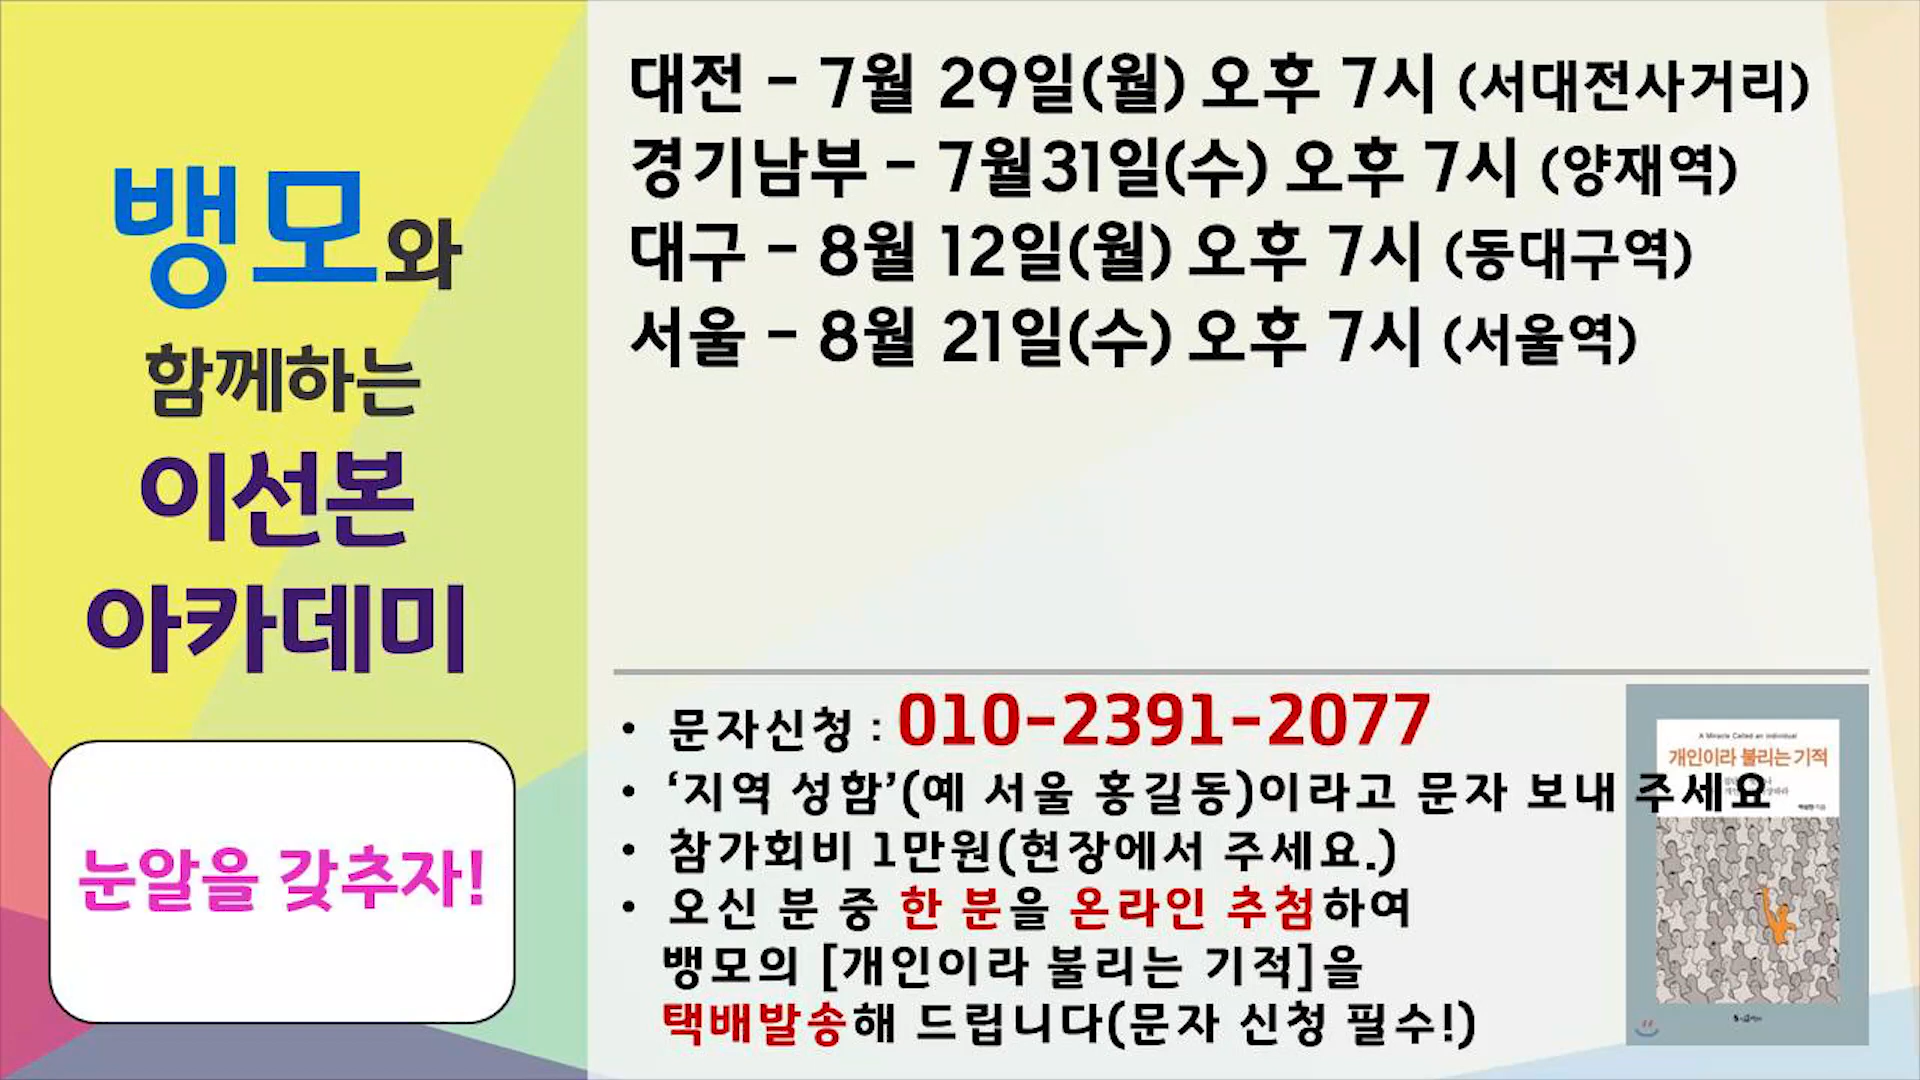 뱅모와
함께하는
이선본
아카데미
눈알을 갖추자!
대전 - 7월 29일(월) 오후 7시 (서대전사거리)
경기남부 - 7월31일(수) 오후 7시 (양재역)
대구 - 8월 12일(월) 오후 7시 (동대구역)
서울 - 8월 21일(수) 오후 7시 (서울역)
• 문자신청 : 010-2391-2077
• ‘지역 성함’(예 서울 홍길동)이라고 문자 보내 주세요
• 참가회비 1만원(현장에서 주세요.)
• 오신 분 중 한 분을 온라인 추첨하여
뱅모의 [개인이라 불리는 기적]을
택배발송해 드립니다(문자 신청 필수!)
A Miracle Called an individual
개인이라 불리는 기적